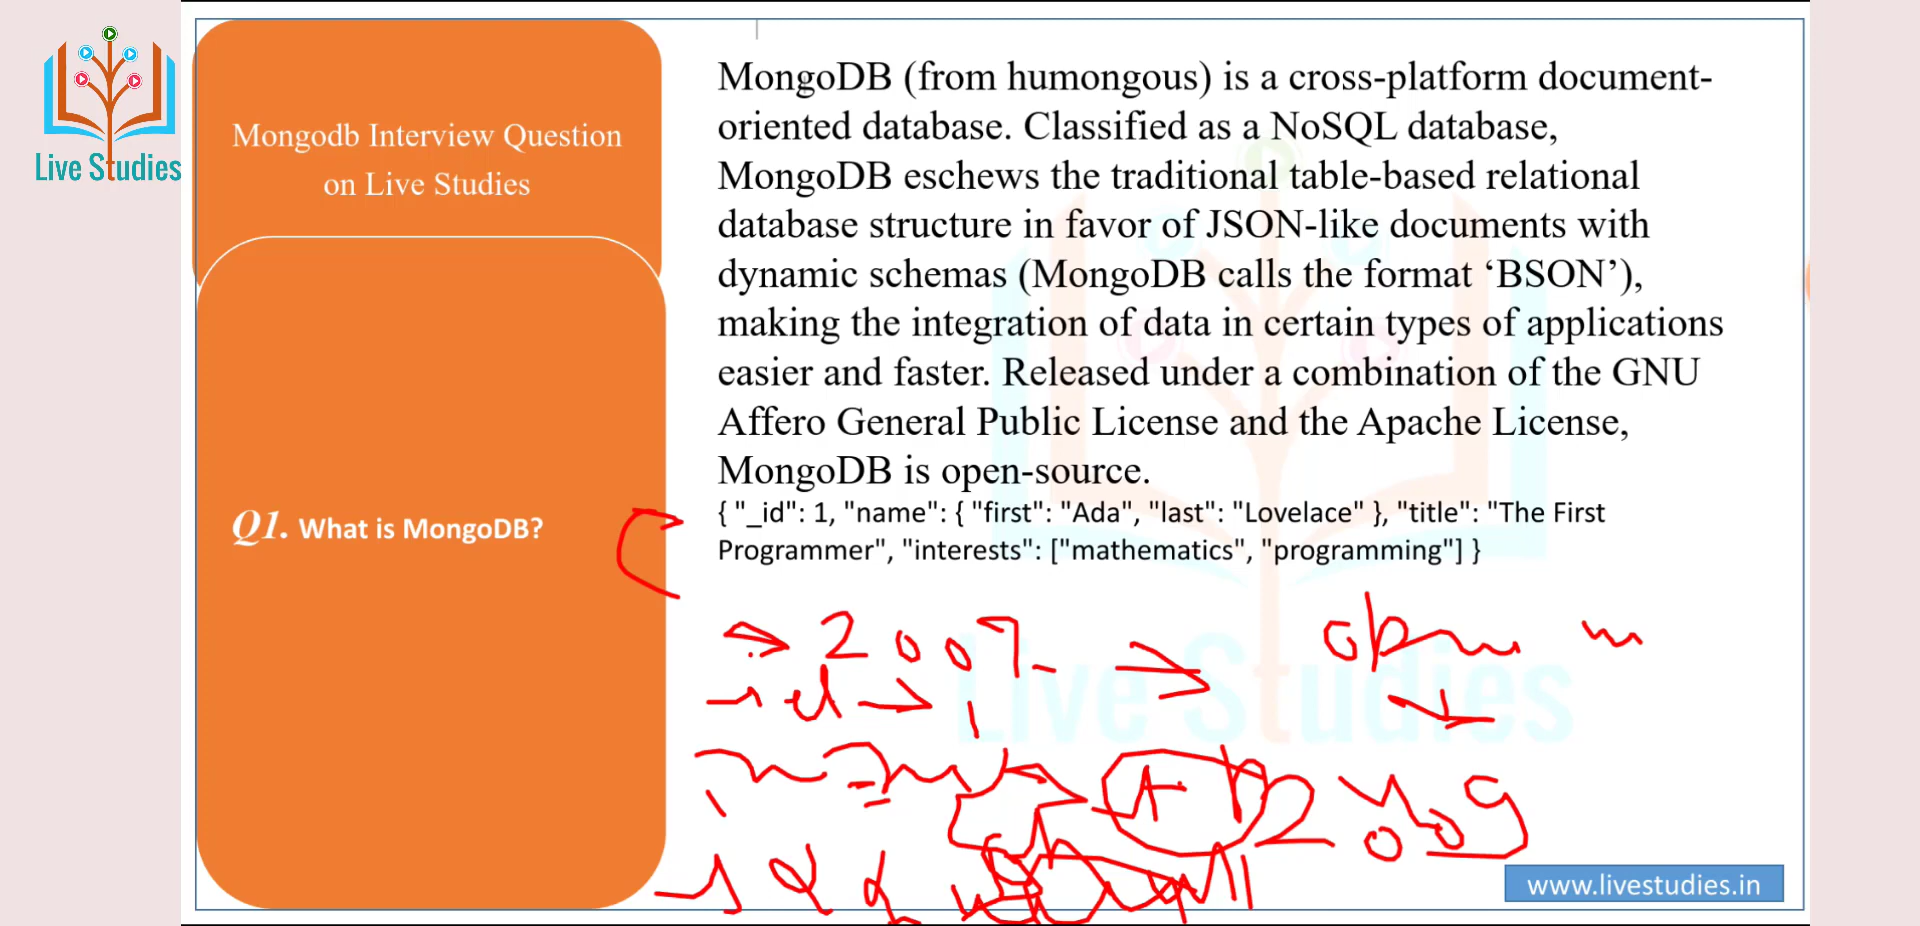 Live Studies
Mongodb Interview Question
on Live Studies
Q1. What is MongoDB?
MongoDB (from humongous) is a cross-platform document-
oriented database. Classified as a NoSQL database,
MongoDB eschews the traditional table-based relational
database structure in favor of JSON-like documents with
dynamic schemas (MongoDB calls the format ‘BSON’),
making the integration of data in certain types of applications
easier and faster. Released under a combination of the GNU
Affero General Public License and the Apache License,
MongoDB is open-source.
{ "_id": 1, "name": { "first": "Ada", "last": "Lovelace" }, "title": "The First
Programmer", "interests": ["mathematics", "programming"] }
2007
Live Studies
www.livestudies.in